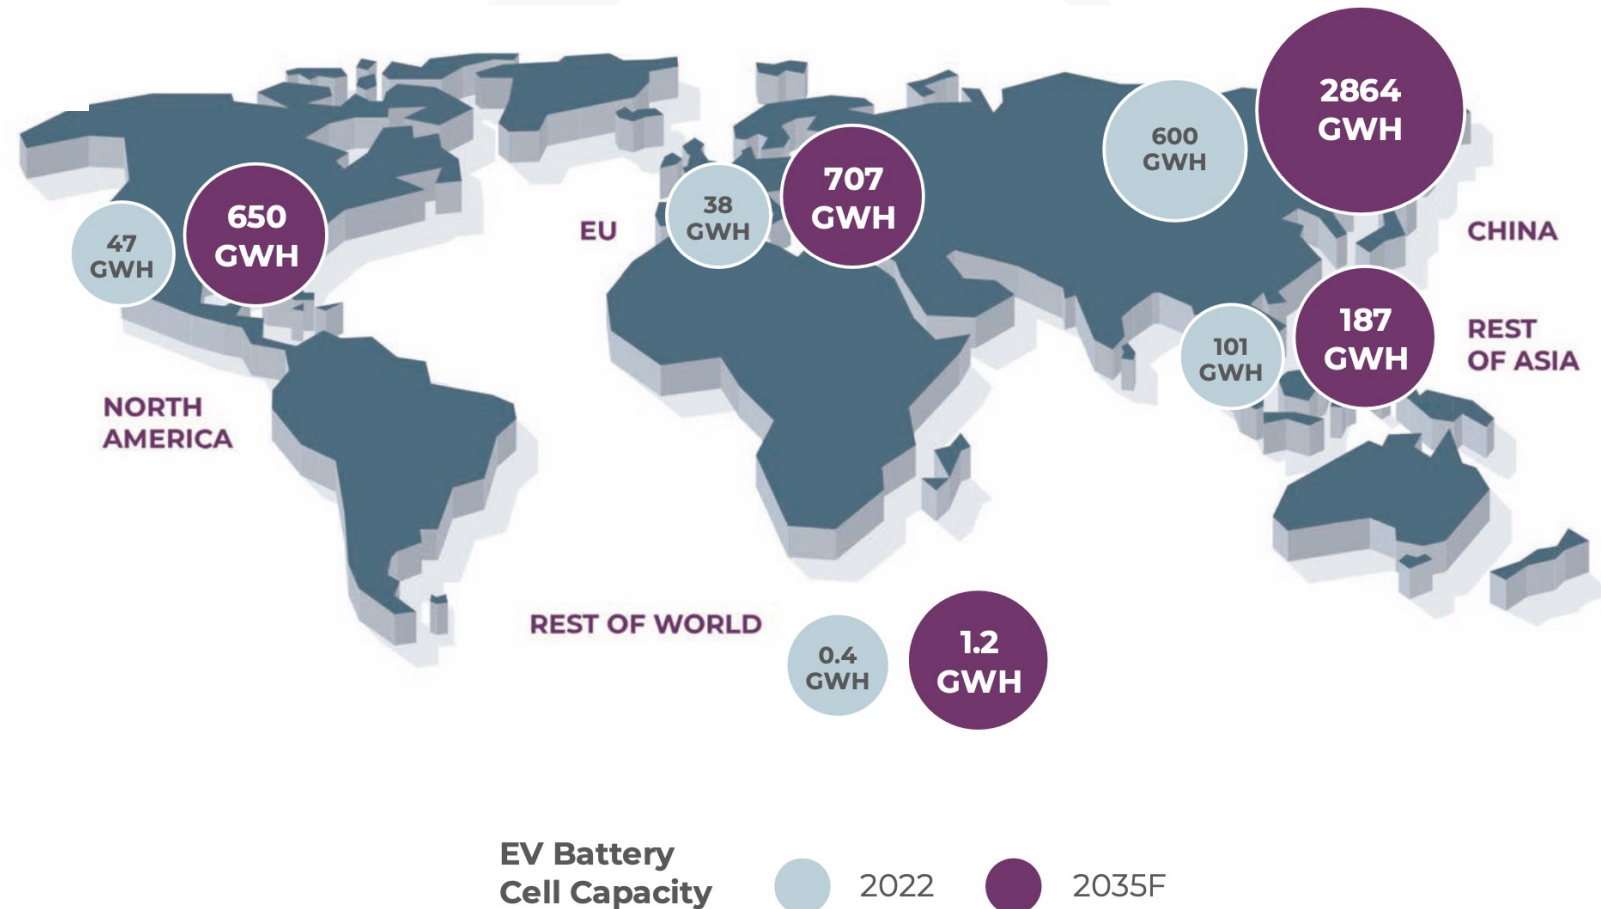 2864
GWH
600
GWH
707
GWH
38
GWH
650
GWH
47
GWH
EU
CHINA
187
GWH
101
GWH
REST
OF ASIA
NORTH
AMERICA
REST OF WORLD
0.4
GWH
1.2
GWH
EV Battery
Cell Capacity
2022
2035F